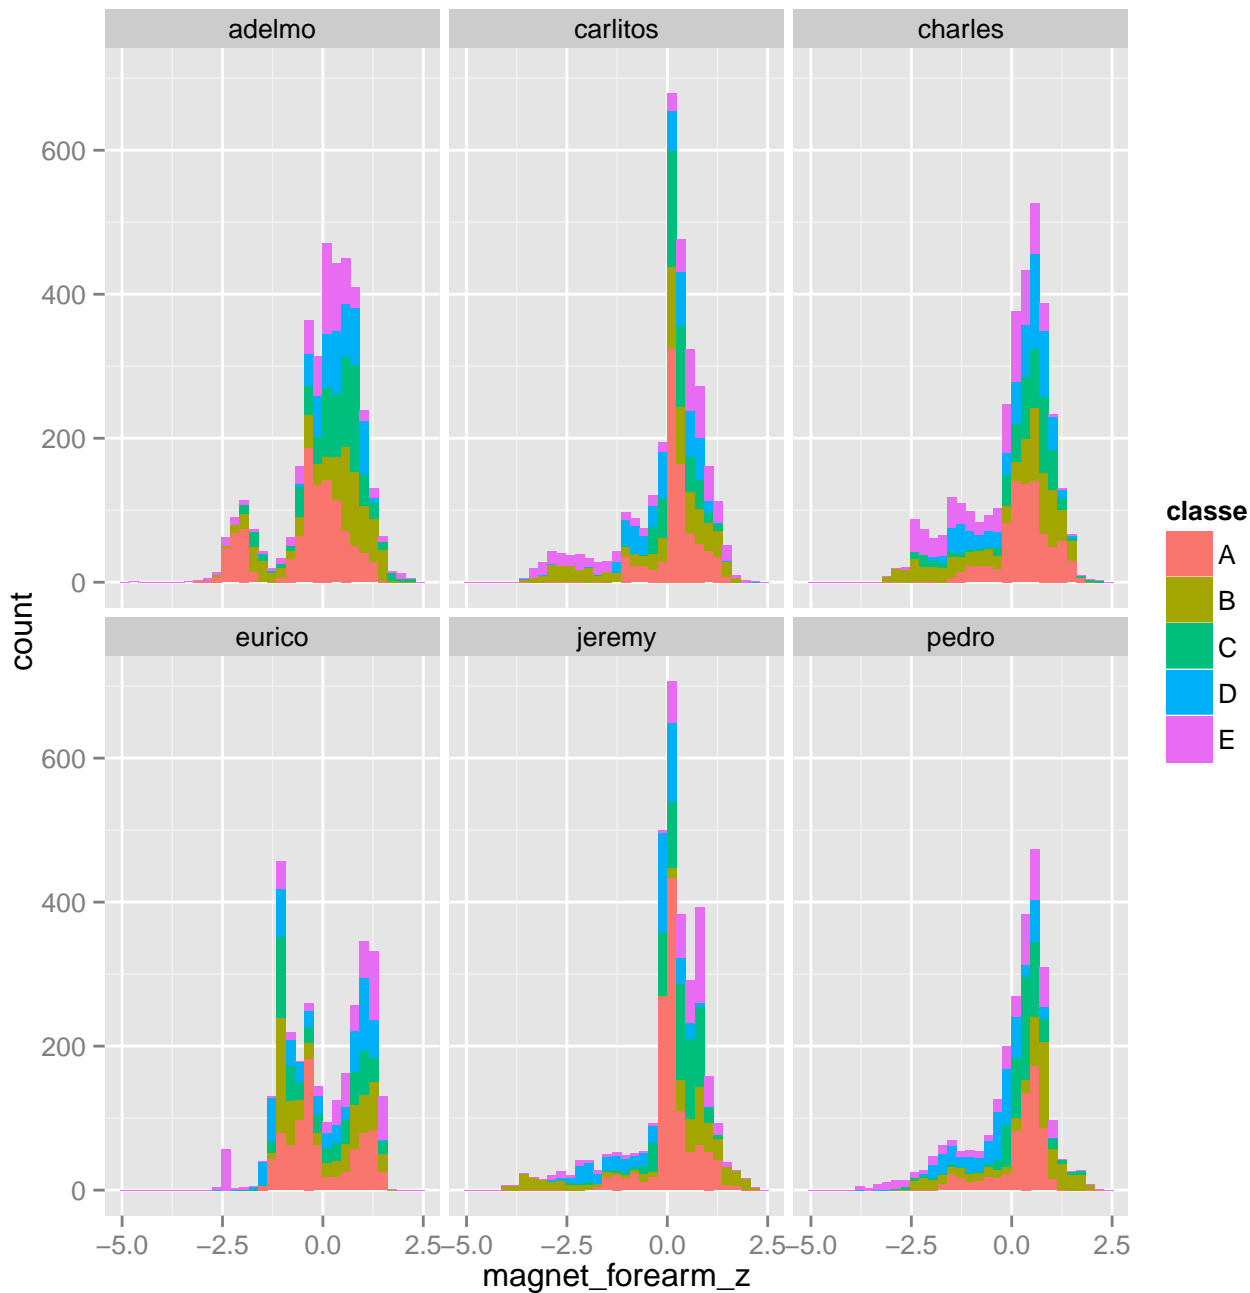 adelmo carlitos charles
600
400
200
0
eurico jeremy pedro
600
400
200
0
−5.0 −2.5 0.0 2.5 −5.0 −2.5 0.0 2.5 −5.0 −2.5 0.0 2.5
magnet_forearm_z
count
classe
A
B
C
D
E